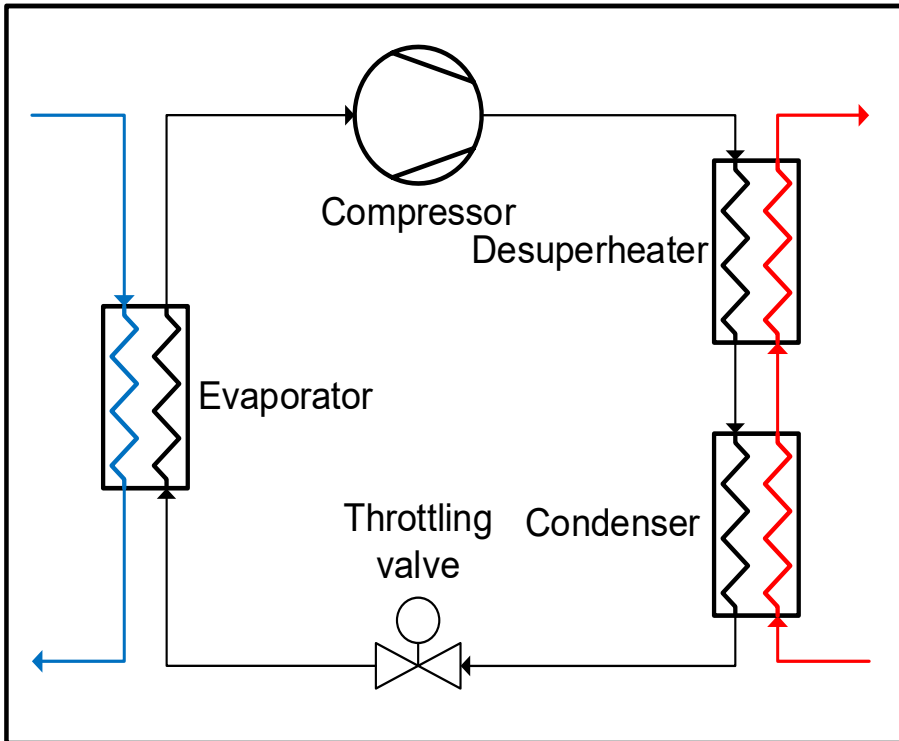 Compressor
Desuperheater
Evaporator
Throttling
valve
Condenser